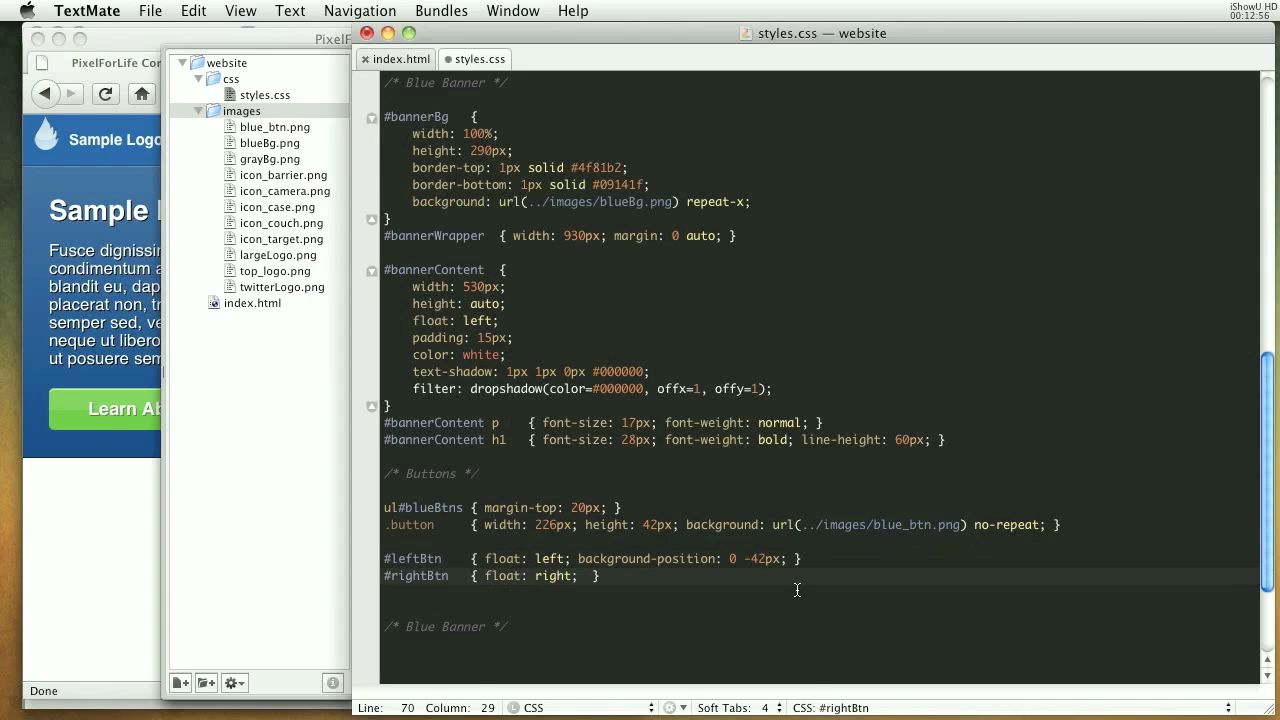 TextMate File Edit View Text Navigation Bundles Window Help
iShowU HD
00:12:56
PixelF
styles.css — website
PixelForLife Cor
index.html
styles.css
website
css
styles.css
images
blue_btn.png
blueBg.png
grayBg.png
icon_barrier.png
icon_camera.png
icon_case.png
icon_couch.png
icon_target.png
largeLogo.png
top_logo.png
twitterLogo.png
index.html
Sample Logo
Sample
Fusce dignissin
condimentum a
blandit eu, dap
placerat non, tr
semper sed, ve
neque ut libero
ut posuere sem
Learn Ab
Done
/* Blue Banner */
#bannerBg {
width: 100%;
height: 290px;
border-top: 1px solid #4f81b2;
border-bottom: 1px solid #09141f;
background: url(../images/blueBg.png) repeat-x;
}
#bannerWrapper { width: 930px; margin: 0 auto; }
#bannerContent {
width: 530px;
height: auto;
float: left;
padding: 15px;
color: white;
text-shadow: 1px 1px 0px #000000;
filter: dropshadow(color=#000000, offx=1, offy=1);
}
#bannerContent p { font-size: 17px; font-weight: normal; }
#bannerContent h1 { font-size: 28px; font-weight: bold; line-height: 60px; }
/* Buttons */
ul#blueBtns { margin-top: 20px; }
.button { width: 226px; height: 42px; background: url(../images/blue_btn.png) no-repeat; }
#leftBtn { float: left; background-position: 0 -42px; }
#rightBtn { float: right; }
/* Blue Banner */
Line: 70 Column: 29 CSS Soft Tabs: 4 CSS: #rightBtn